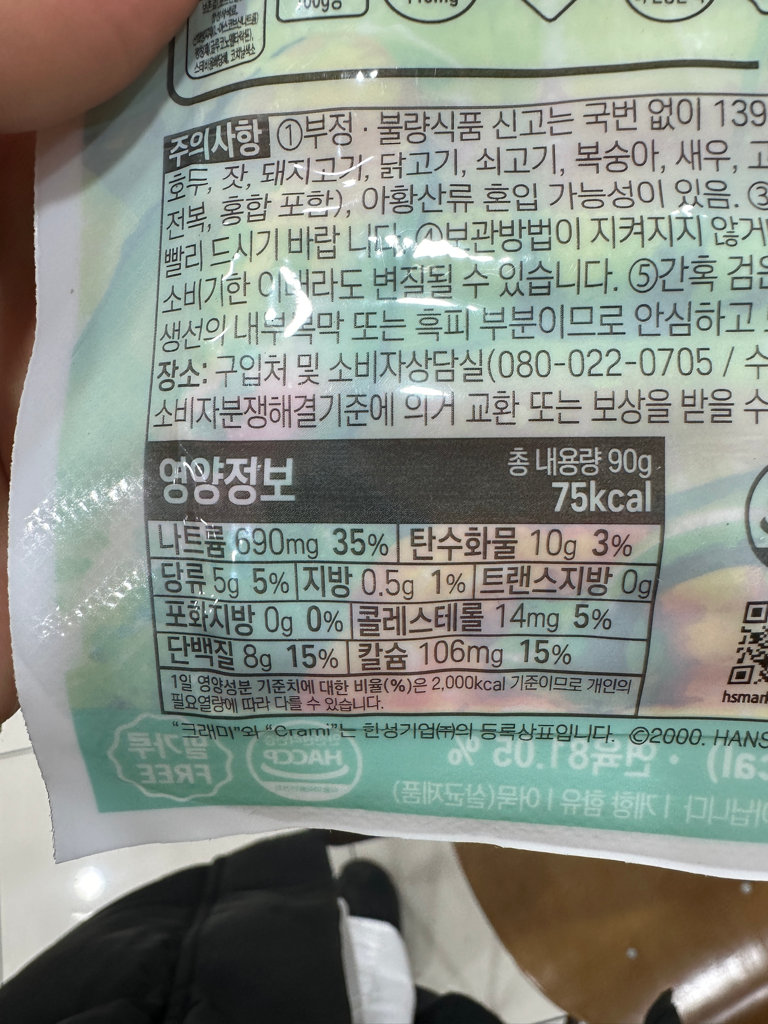 주의사항 ①부정 · 불량식품 신고는 국번 없이 139
호두, 잣, 돼지고기, 닭고기, 쇠고기, 복숭아, 새우, 고
전복, 홍합 포함), 아황산류 혼입 가능성이 있음. ③
빨리 드시기 바랍 니다. ④보관방법이 지켜지지 않거
소비기한 이내라도 변질될 수 있습니다. ⑤간혹 검은
생선의 내부 복막 또는 흑피 부분이므로 안심하고
장소: 구입처 및 소비자상담실(080-022-0705 / 수
소비자분쟁해결기준에 의거 교환 또는 보상을 받을 수
영양정보 총 내용량 90g
75kcal
나트륨 690mg 35% 탄수화물 10g 3%
당류 5g 5% 지방 0.5g 1% 트랜스지방 0g
포화지방 0g 0% 콜레스테롤 14mg 5%
단백질 8g 15% 칼슘 106mg 15%
1일 영양성분 기준치에 대한 비율(%)은 2,000kcal 기준이므로 개인의
필요열량에 따라 다를 수 있습니다.
hsmar
"크래미"와 "Crami"는 한성기업㈜의 등록상표입니다. ©2000. HANS
밀가루 FREE
HACCP
연육81.05 %